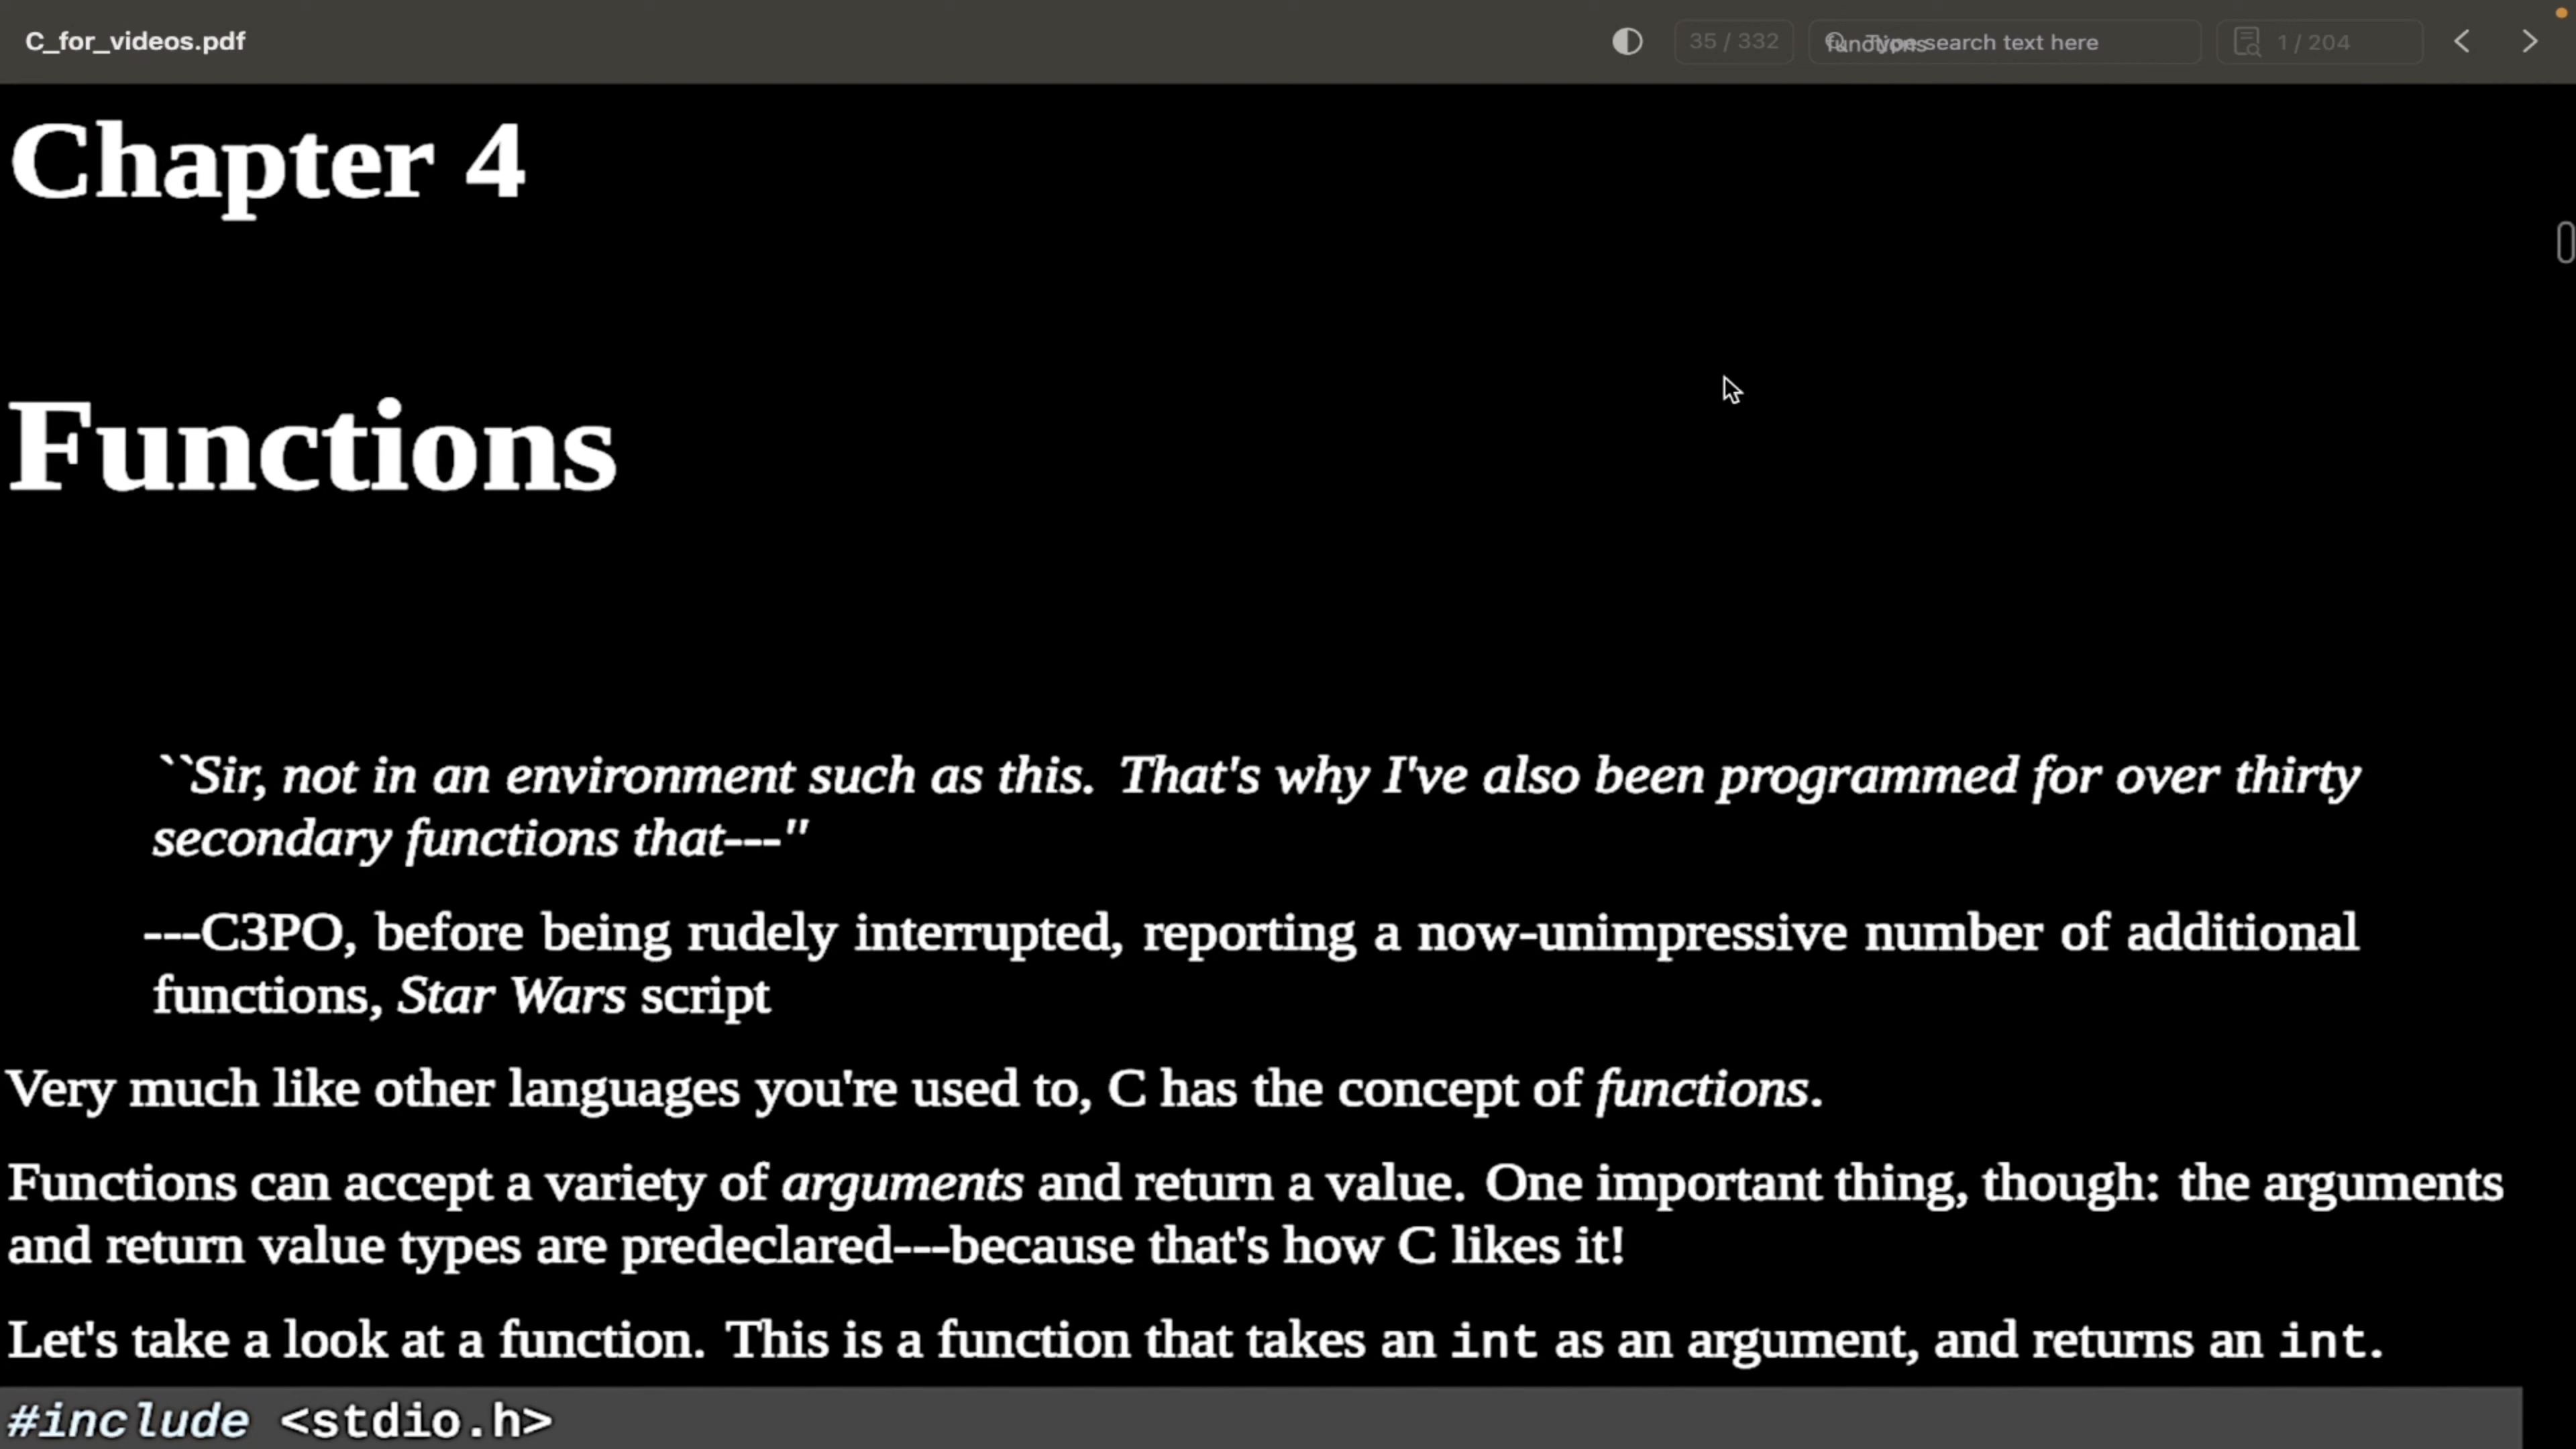 C_for_videos.pdf
35 / 332
functions
Type search text here
1 / 204
Chapter 4
Functions
``Sir, not in an environment such as this. That's why I've also been programmed for over thirty
secondary functions that---"
---C3PO, before being rudely interrupted, reporting a now-unimpressive number of additional
functions, Star Wars script
Very much like other languages you're used to, C has the concept of functions.
Functions can accept a variety of arguments and return a value. One important thing, though: the arguments
and return value types are predeclared---because that's how C likes it!
Let's take a look at a function. This is a function that takes an int as an argument, and returns an int.
#include <stdio.h>